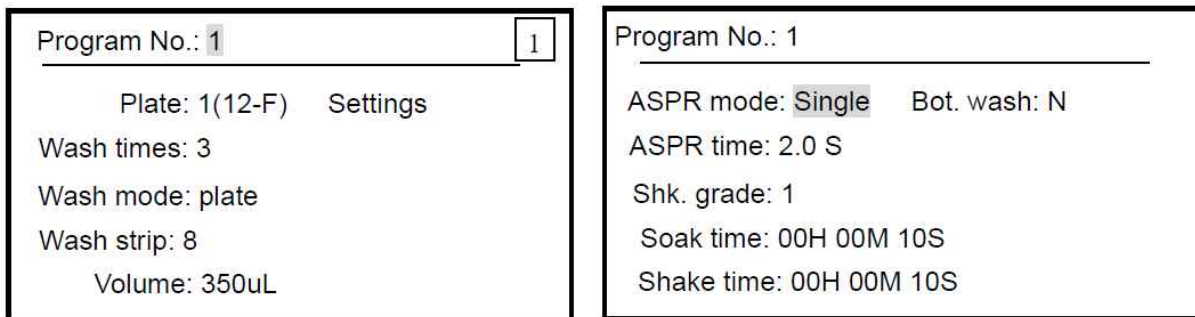 Program No.: 1
1
Plate: 1(12-F) Settings
Wash times: 3
Wash mode: plate
Wash strip: 8
Volume: 350uL
Program No.: 1
ASPR mode: Single Bot. wash: N
ASPR time: 2.0 S
Shk. grade: 1
Soak time: 00H 00M 10S
Shake time: 00H 00M 10S